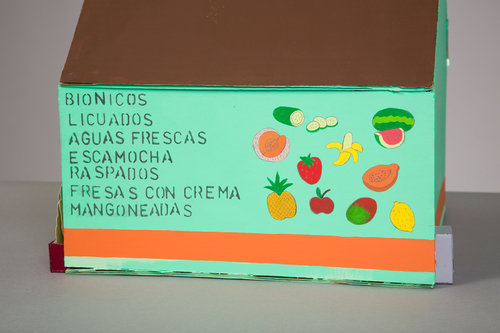 BIONICOS
LICUADOS
AGUAS FRESCAS
ESCAMOCHA
RASPADOS
FRESAS CON CREMA
MANGONEADAS